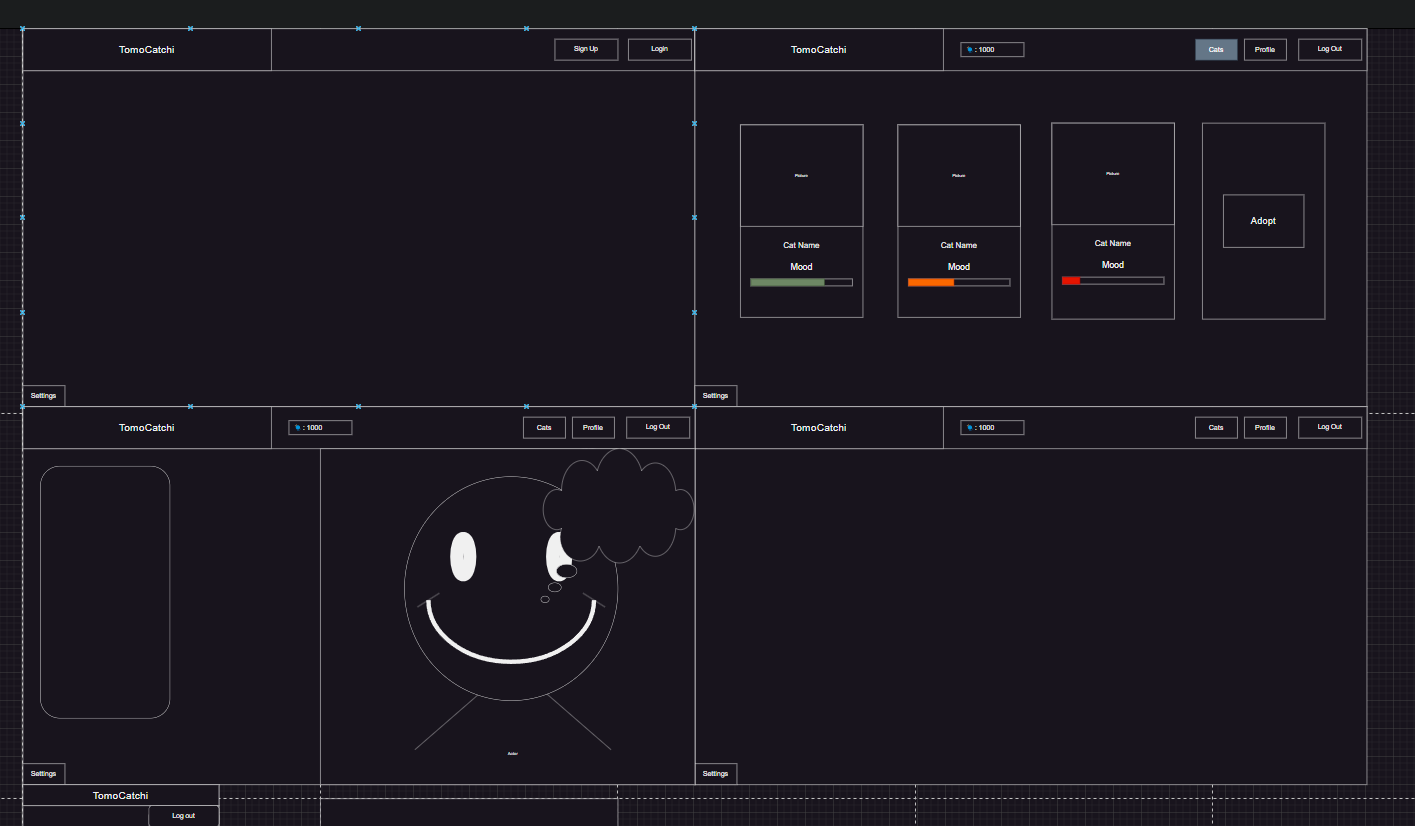 TomoCatchi
Sign Up
Login
TomoCatchi
: 1000
Cats
Profile
Log Out
Picture
Picture
Picture
Cat Name
Mood
Cat Name
Mood
Cat Name
Mood
Adopt
Settings
Settings
TomoCatchi
: 1000
Cats
Profile
Log Out
TomoCatchi
: 1000
Cats
Profile
Log Out
Actor
Settings
Settings
TomoCatchi
Log out